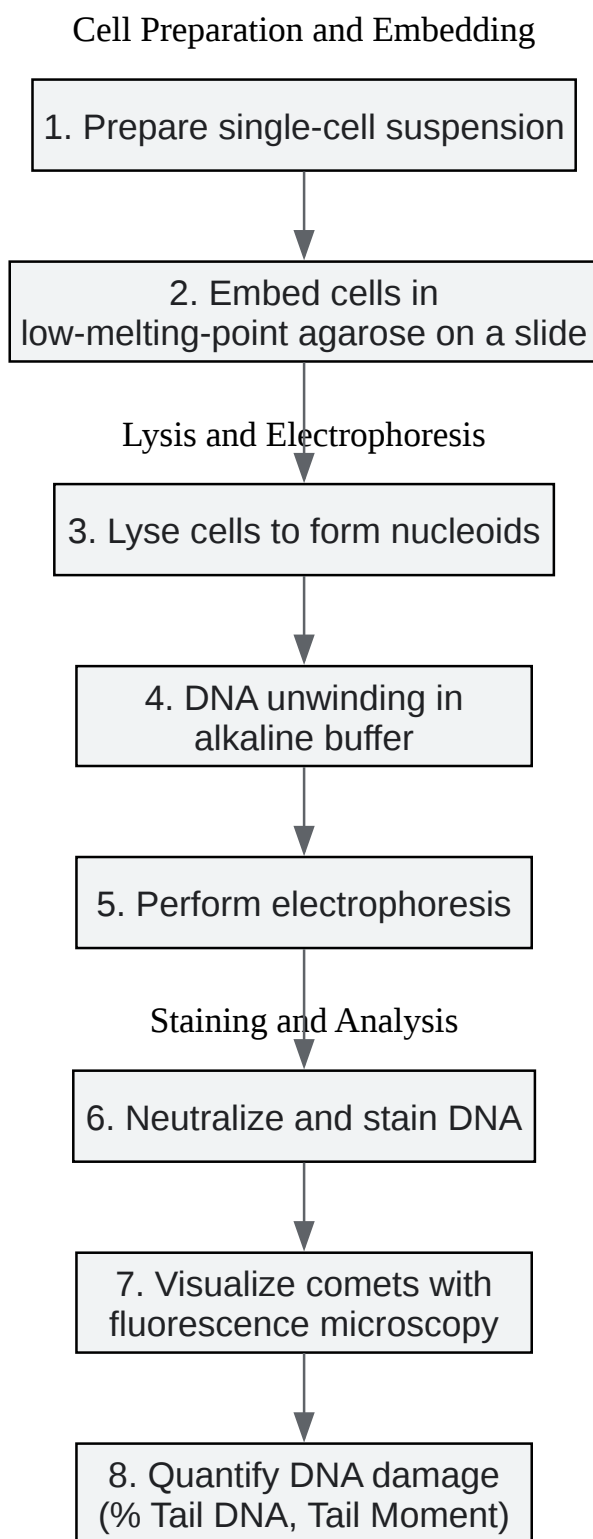 Cell Preparation and Embedding
1. Prepare single-cell suspension
2. Embed cells in
low-melting-point agarose on a slide
Lysis and Electrophoresis
3. Lyse cells to form nucleoids
4. DNA unwinding in
alkaline buffer
5. Perform electrophoresis
Staining and Analysis
6. Neutralize and stain DNA
7. Visualize comets with
fluorescence microscopy
8. Quantify DNA damage
(% Tail DNA, Tail Moment)